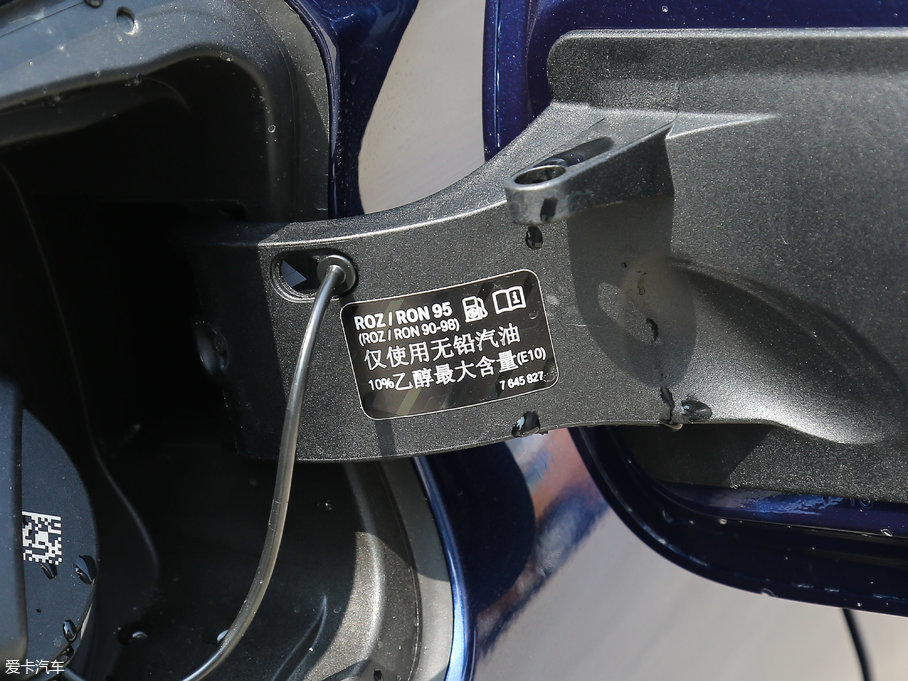 ROZ / RON 95
(ROZ / RON 90-98)
仅使用无铅汽油
10%乙醇最大含量(E10)
7 645 827
爱卡汽车